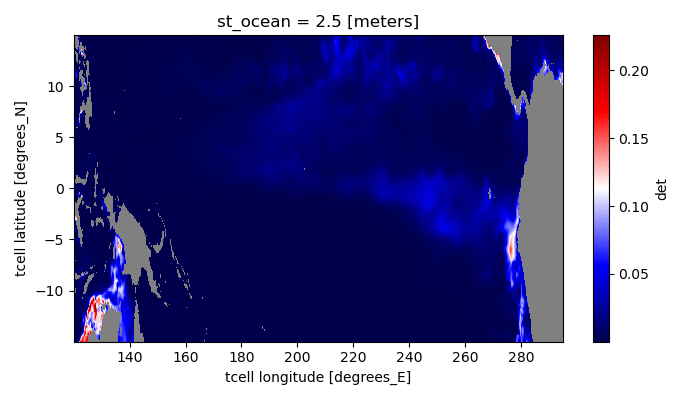 st_ocean = 2.5 [meters]
10
5
0
−5
−10
tcell latitude [degrees_N]
140 160 180 200 220 240 260 280
tcell longitude [degrees_E]
0.20
0.15
0.10
0.05
det